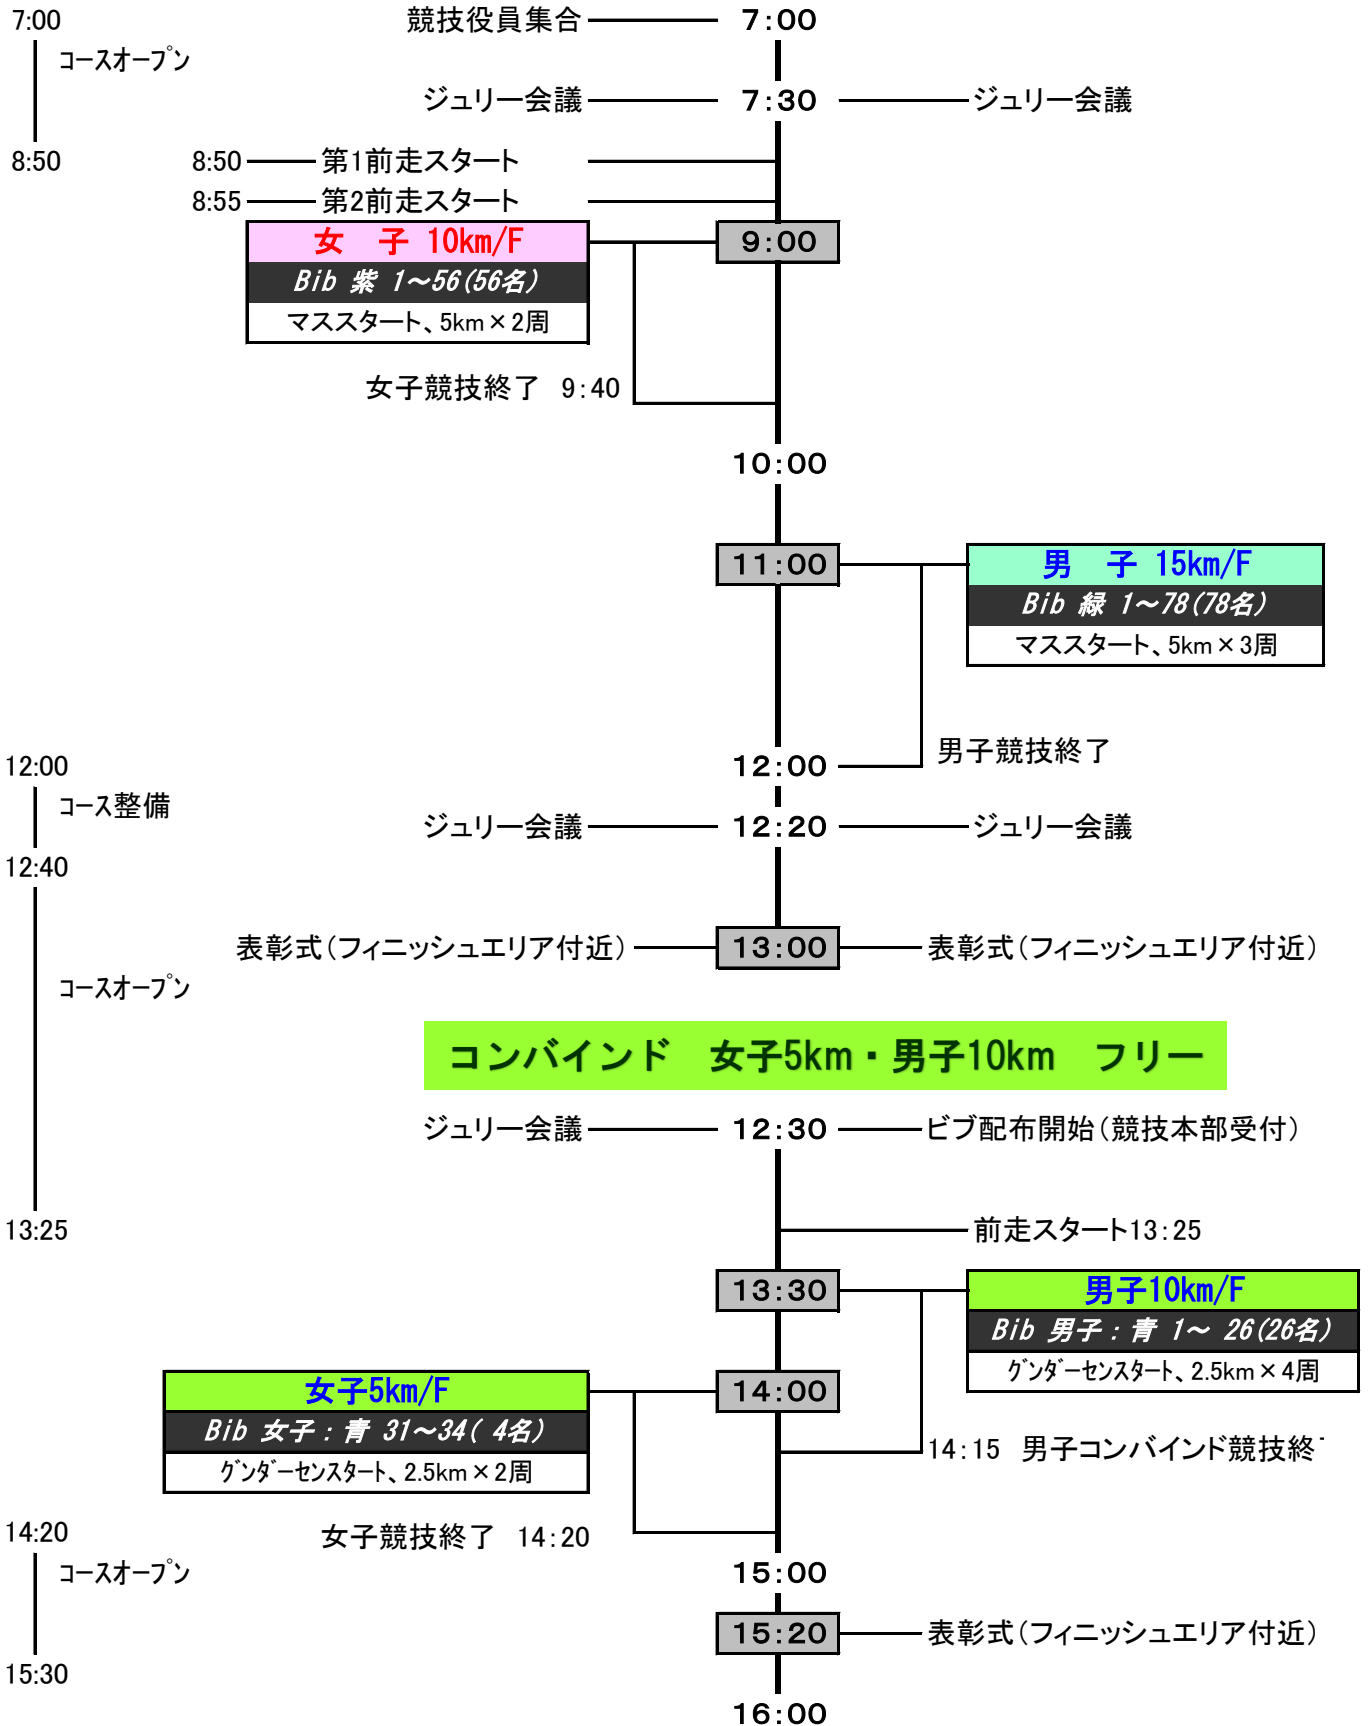 7:00 競技役員集合 7:00
コースオープン
ジュリー会議 7:30 ジュリー会議
8:50 8:50 第1前走スタート
8:55 第2前走スタート
女 子 10km/F 9:00
Bib 紫 1～56(56名)
マススタート、5km×2周
女子競技終了 9:40
10:00
11:00 男 子 15km/F
Bib 緑 1～78(78名)
マススタート、5km×3周
男子競技終了
12:00 12:00
コース整備
ジュリー会議 12:20 ジュリー会議
12:40
表彰式(フィニッシュエリア付近) 13:00 表彰式(フィニッシュエリア付近)
コースオープン
コンバインド 女子5km・男子10km フリー
ジュリー会議 12:30 ビブ配布開始(競技本部受付)
13:25 前走スタート13:25
13:30 男子10km/F
Bib 男子:青 1～ 26(26名)
グンダーセンスタート、2.5km×4周
女子5km/F 14:00
Bib 女子:青 31～34( 4名)
14:15 男子コンバインド競技終
グンダーセンスタート、2.5km×2周
14:20 女子競技終了 14:20
コースオープン 15:00
15:20 表彰式(フィニッシュエリア付近)
15:30
16:00